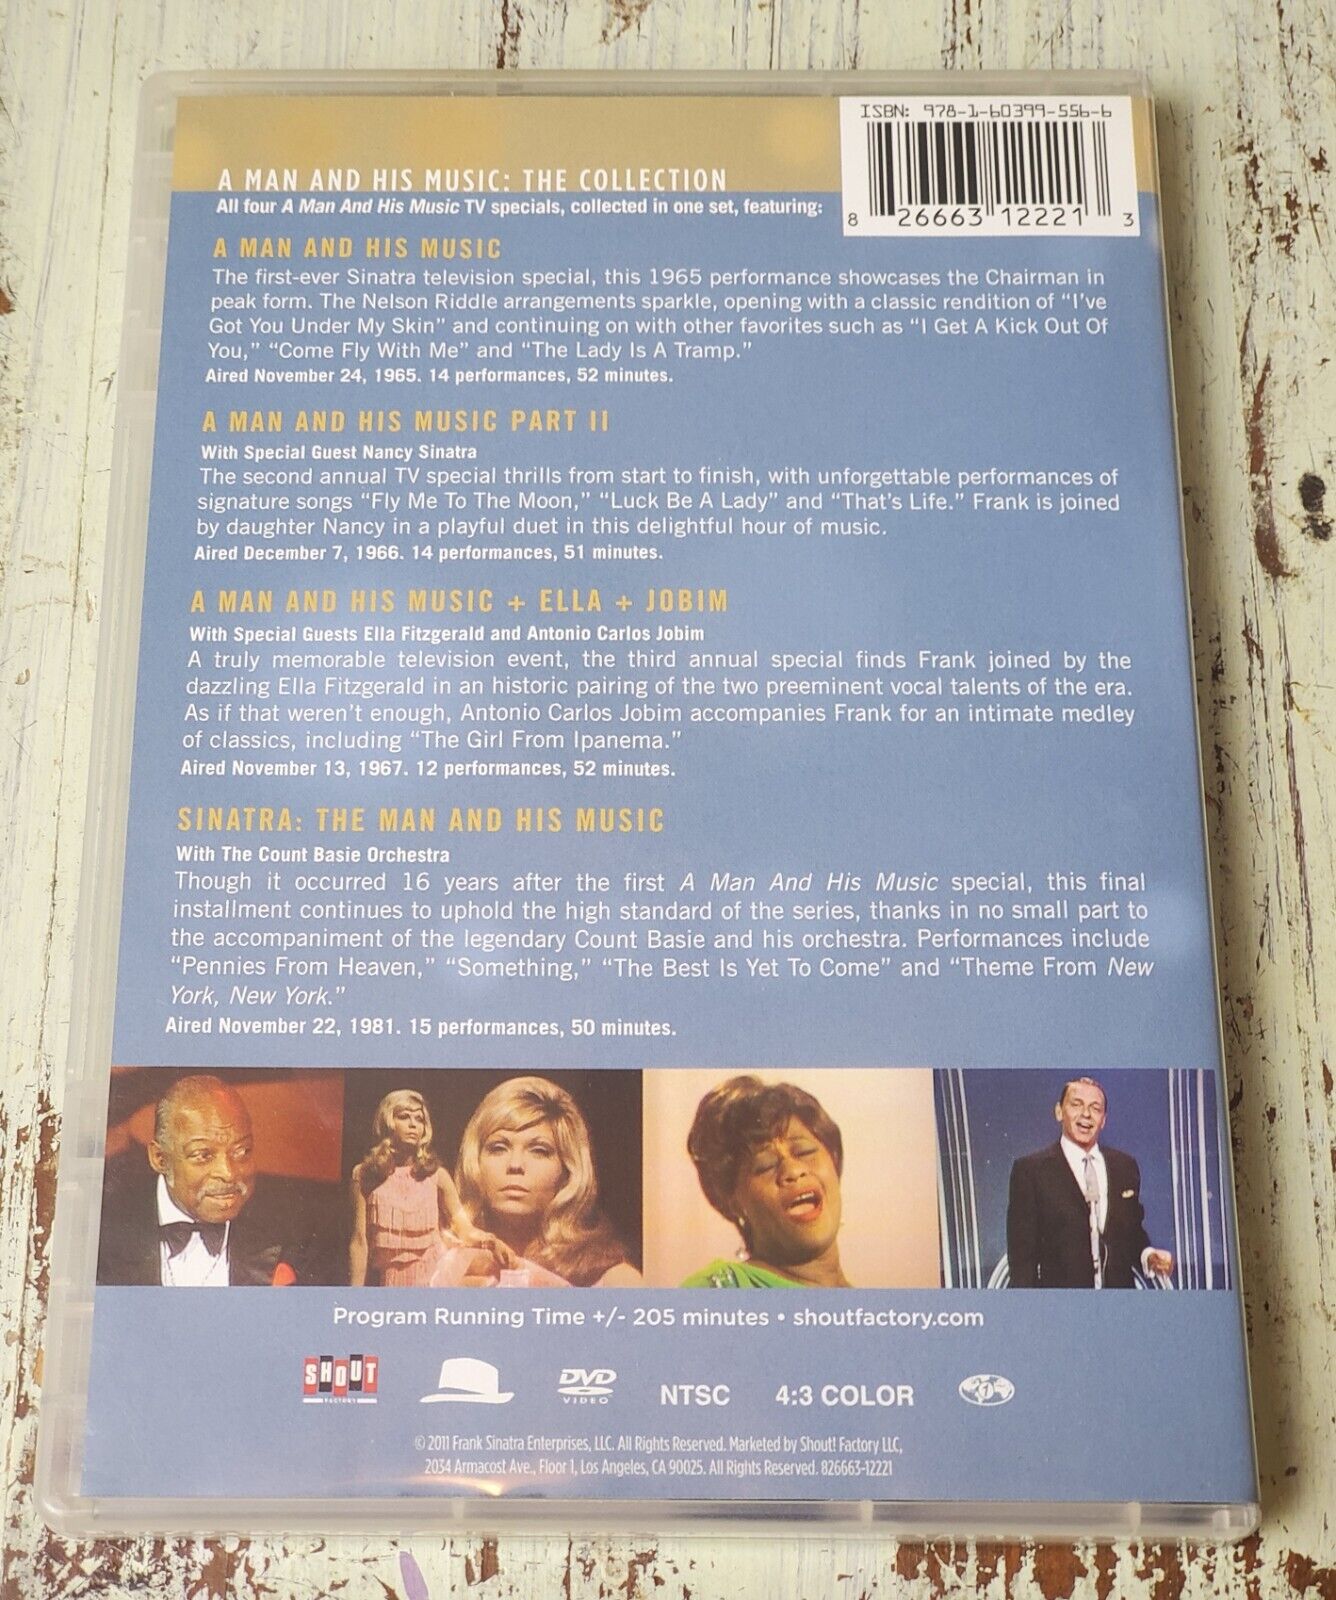 ISBN: 978-1-60399-556-6
8 26663 12221 3
A MAN AND HIS MUSIC: THE COLLECTION
All four A Man And His Music TV specials, collected in one set, featuring:
A MAN AND HIS MUSIC
The first-ever Sinatra television special, this 1965 performance showcases the Chairman in
peak form. The Nelson Riddle arrangements sparkle, opening with a classic rendition of “I’ve
Got You Under My Skin” and continuing on with other favorites such as “I Get A Kick Out Of
You,” “Come Fly With Me” and “The Lady Is A Tramp.”
Aired November 24, 1965. 14 performances, 52 minutes.
A MAN AND HIS MUSIC PART II
With Special Guest Nancy Sinatra
The second annual TV special thrills from start to finish, with unforgettable performances of
signature songs “Fly Me To The Moon,” “Luck Be A Lady” and “That’s Life.” Frank is joined
by daughter Nancy in a playful duet in this delightful hour of music.
Aired December 7, 1966. 14 performances, 51 minutes.
A MAN AND HIS MUSIC + ELLA + JOBIM
With Special Guests Ella Fitzgerald and Antonio Carlos Jobim
A truly memorable television event, the third annual special finds Frank joined by the
dazzling Ella Fitzgerald in an historic pairing of the two preeminent vocal talents of the era.
As if that weren’t enough, Antonio Carlos Jobim accompanies Frank for an intimate medley
of classics, including “The Girl From Ipanema.”
Aired November 13, 1967. 12 performances, 52 minutes.
SINATRA: THE MAN AND HIS MUSIC
With The Count Basie Orchestra
Though it occurred 16 years after the first A Man And His Music special, this final
installment continues to uphold the high standard of the series, thanks in no small part to
the accompaniment of the legendary Count Basie and his orchestra. Performances include
“Pennies From Heaven,” “Something,” “The Best Is Yet To Come” and “Theme From New
York, New York.”
Aired November 22, 1981. 15 performances, 50 minutes.
Program Running Time +/- 205 minutes • shoutfactory.com
SHOUT FACTORY
DVD VIDEO
NTSC
4:3 COLOR
1
© 2011 Frank Sinatra Enterprises, LLC. All Rights Reserved. Marketed by Shout! Factory LLC,
2034 Armacost Ave., Floor 1, Los Angeles, CA 90025. All Rights Reserved. 826663-12221